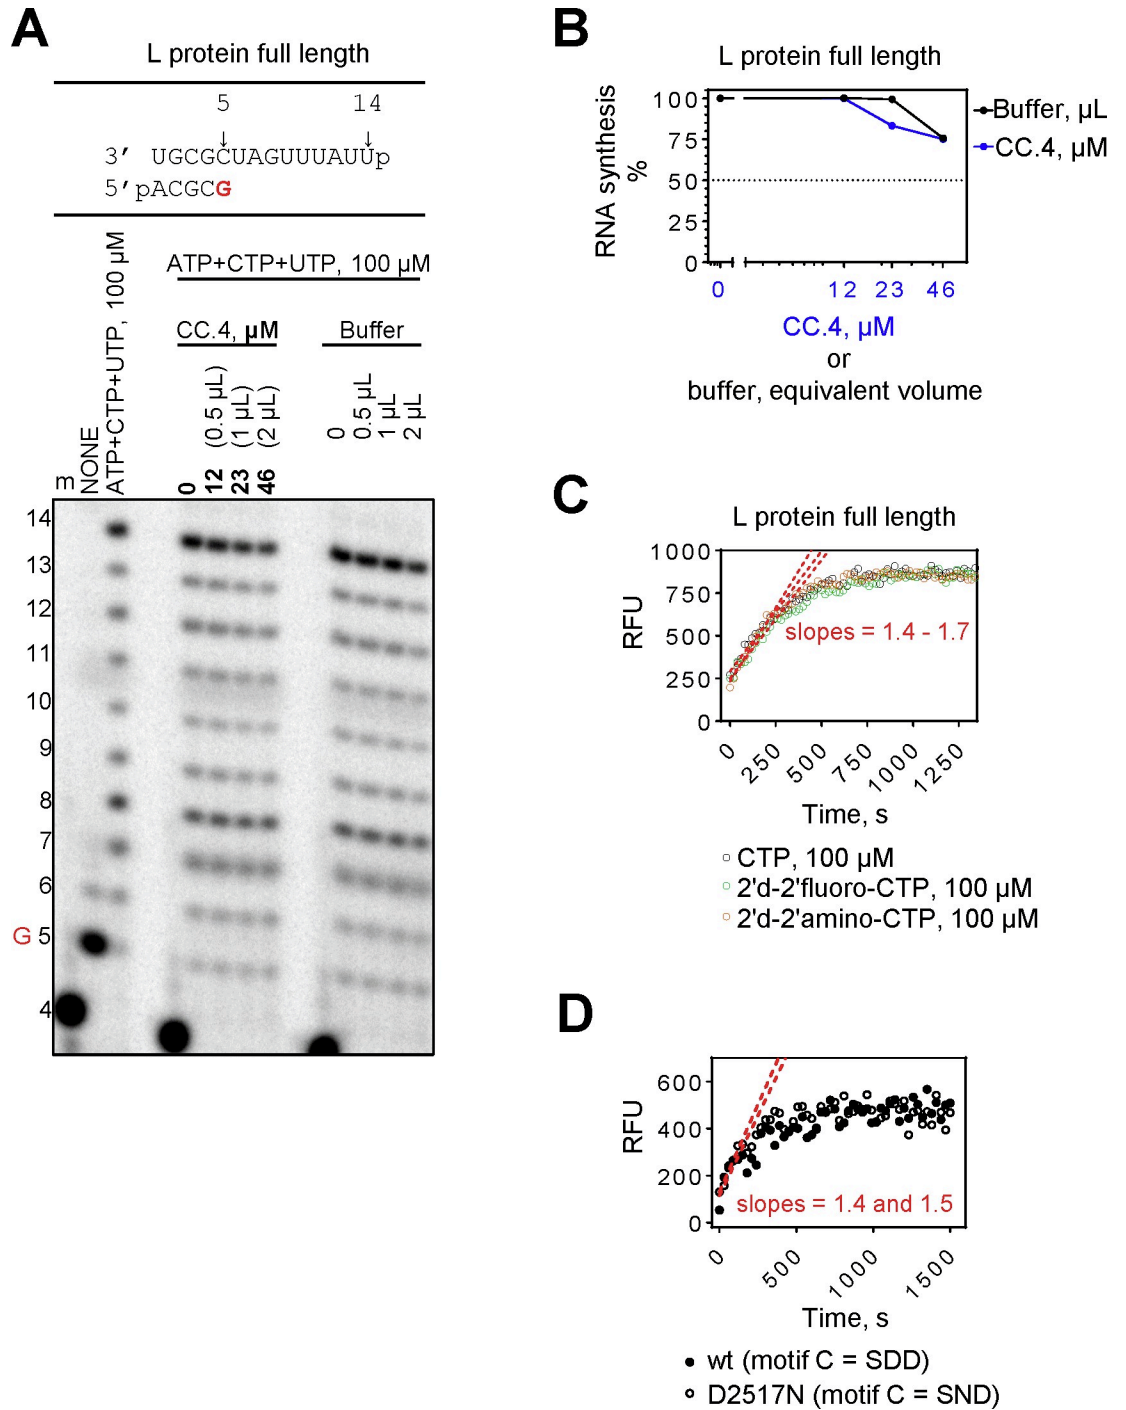 A
L protein full length
5 14
3′ UGCGCUAGUUUAUUp
5′pACGCG
ATP+CTP+UTP, 100 µM
CC.4, µM
Buffer
m
NONE
ATP+CTP+UTP, 100 µM
0
12 (0.5 µL)
23 (1 µL)
46 (2 µL)
0
0.5 µL
1 µL
2 µL
14
13
12
11
10
9
8
7
6
G 5
4
B
L protein full length
RNA synthesis
%
100
75
50
25
0
0 12 23 46
Buffer, µL
CC.4, µM
CC.4, µM
or
buffer, equivalent volume
C
L protein full length
RFU
1000
750
500
250
0
slopes = 1.4 - 1.7
0 250 500 750 1000 1250
Time, s
CTP, 100 µM
2'd-2'fluoro-CTP, 100 µM
2'd-2'amino-CTP, 100 µM
D
RFU
600
400
200
0
slopes = 1.4 and 1.5
0 500 1000 1500
Time, s
wt (motif C = SDD)
D2517N (motif C = SND)